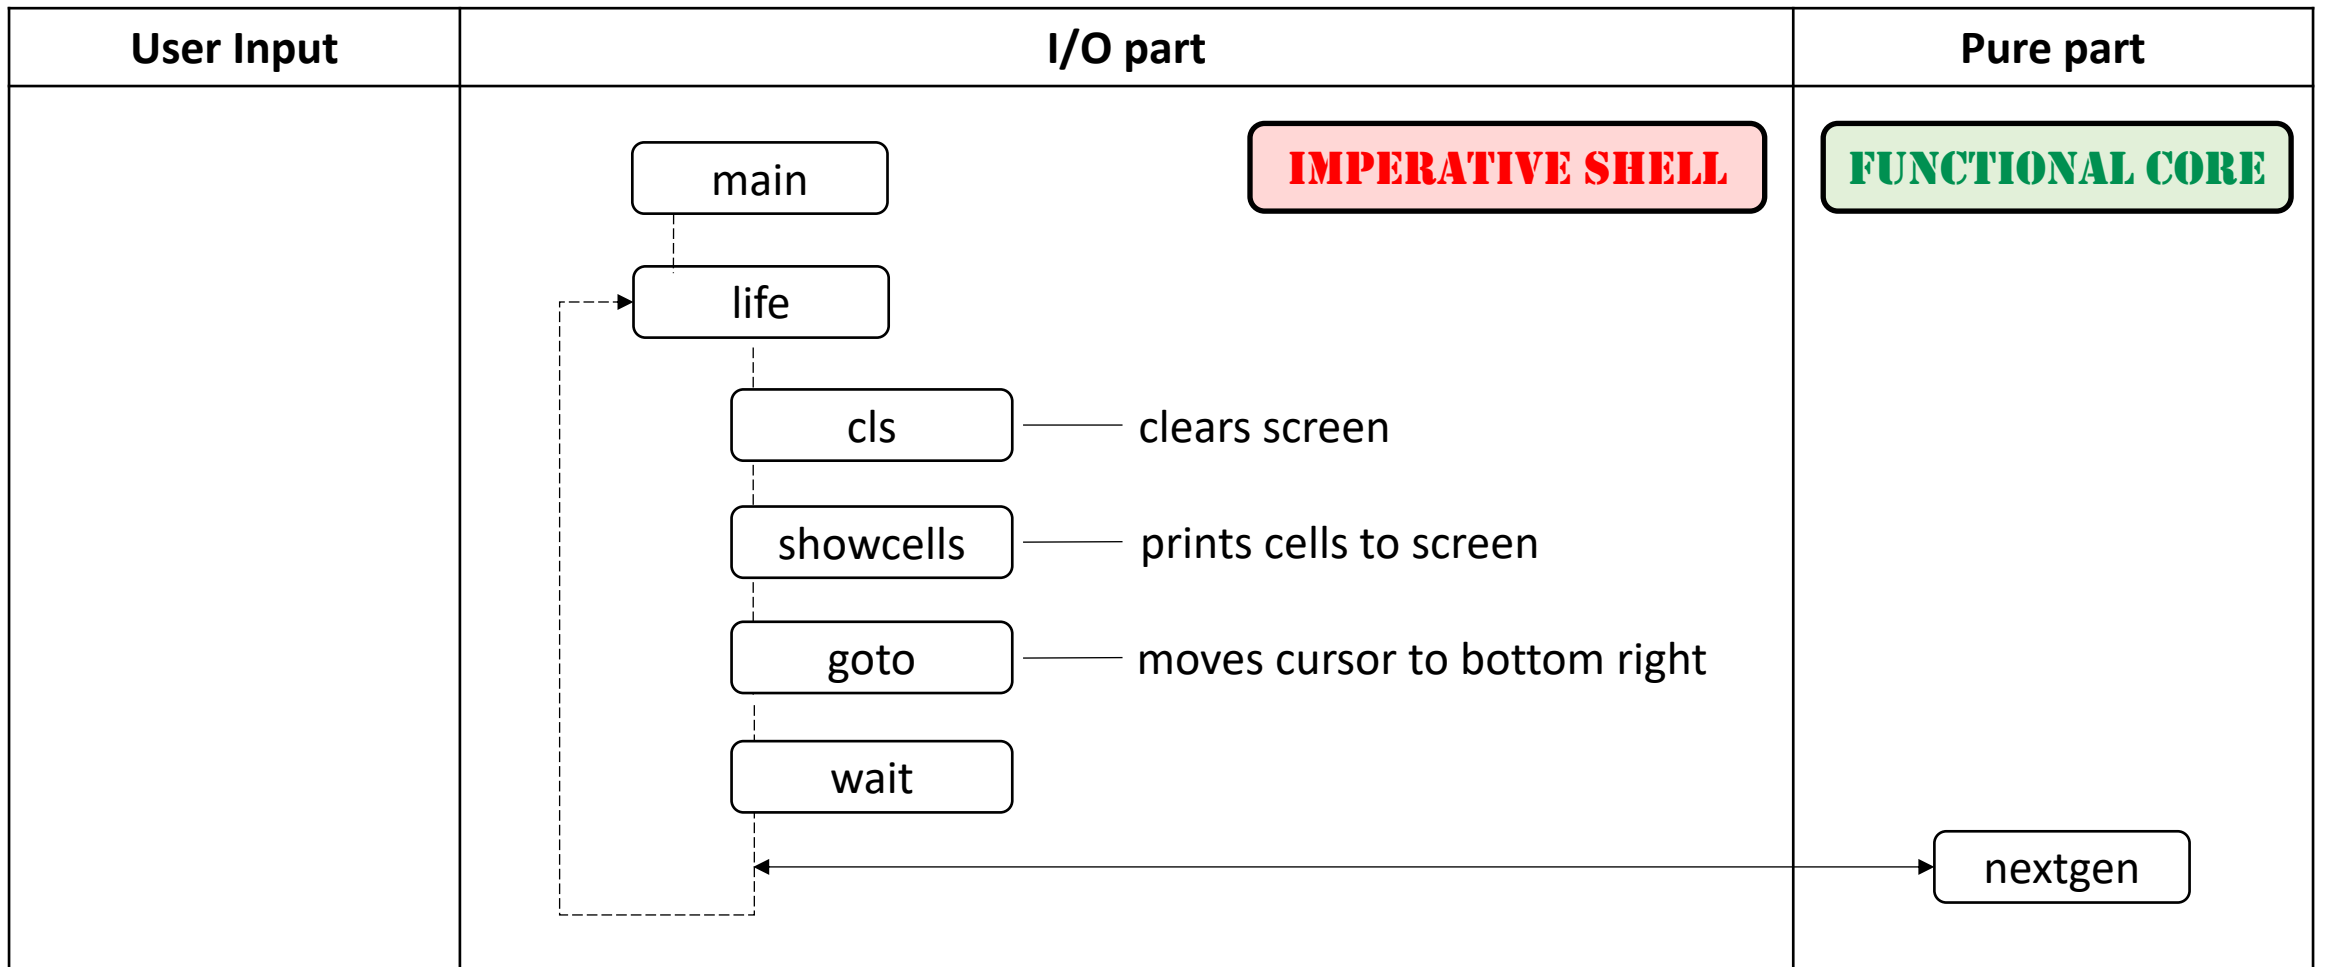 User Input
I/O part
Pure part
IMPERATIVE SHELL
FUNCTIONAL CORE
main
life
cls
clears screen
showcells
prints cells to screen
goto
moves cursor to bottom right
wait
nextgen